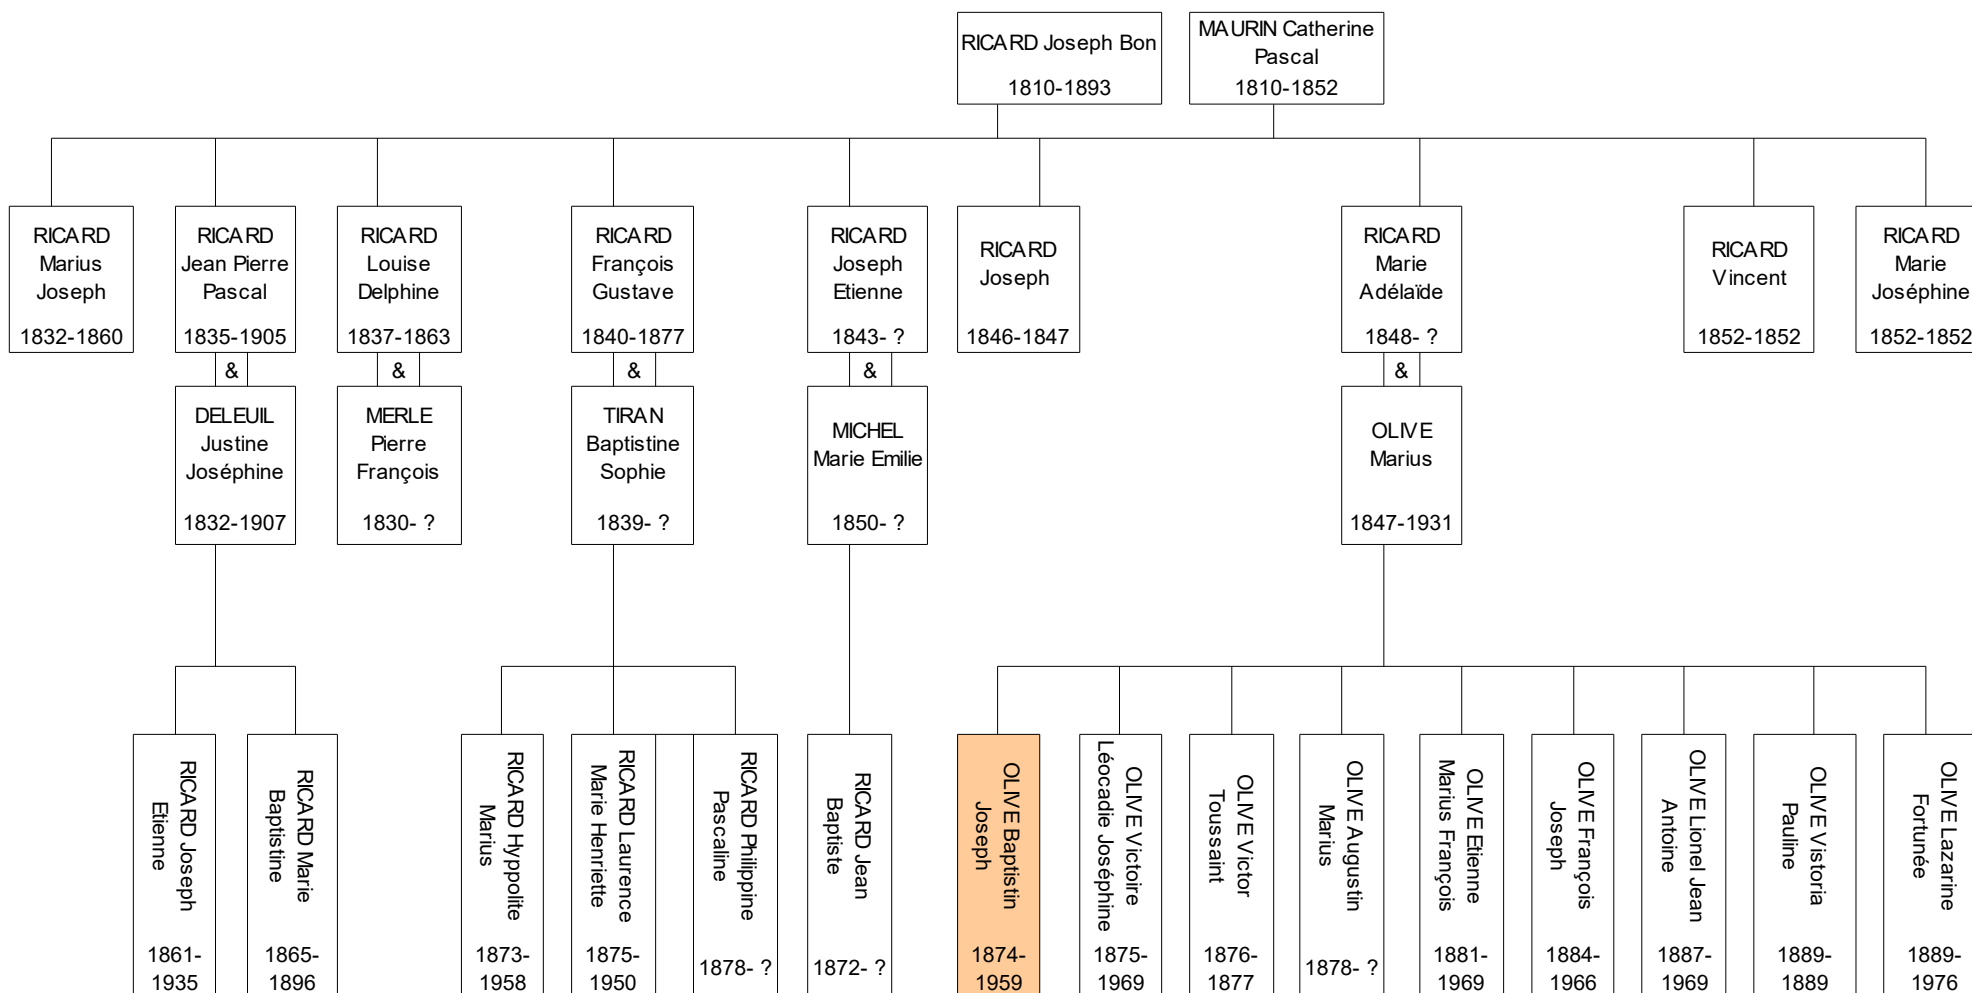 RICARD Joseph Bon
1810-1893
MAURIN Catherine
Pascal
1810-1852
RICARD
Marius
Joseph
1832-1860
RICARD
Jean Pierre
Pascal
1835-1905
RICARD
Louise
Delphine
1837-1863
RICARD
François
Gustave
1840-1877
RICARD
Joseph
Etienne
1843- ?
RICARD
Joseph
1846-1847
RICARD
Marie
Adélaïde
1848- ?
RICARD
Vincent
1852-1852
RICARD
Marie
Joséphine
1852-1852
&
&
&
&
&
DELEUIL
Justine
Joséphine
1832-1907
MERLE
Pierre
François
1830- ?
TIRAN
Baptistine
Sophie
1839- ?
MICHEL
Marie Emilie
1850- ?
OLIVE
Marius
1847-1931
RICARD Joseph
Etienne
1861-
1935
RICARD Marie
Baptistine
1865-
1896
RICARD Hyppolite
Marius
1873-
1958
RICARD Laurence
Marie Henriette
1875-
1950
RICARD Philippine
Pascaline
1878- ?
RICARD Jean
Baptiste
1872- ?
OLIVE Baptistin
Joseph
1874-
1959
OLIVE Victoire
Léocadie Joséphine
1875-
1969
OLIVE Victor
Toussaint
1876-
1877
OLIVE Augustin
Marius
1878- ?
OLIVE Etienne
Marius François
1881-
1969
OLIVE François
Joseph
1884-
1966
OLIVE Lionel Jean
Antoine
1887-
1969
OLIVE Vistoria
Pauline
1889-
1889
OLIVE Lazarine
Fortunée
1889-
1976